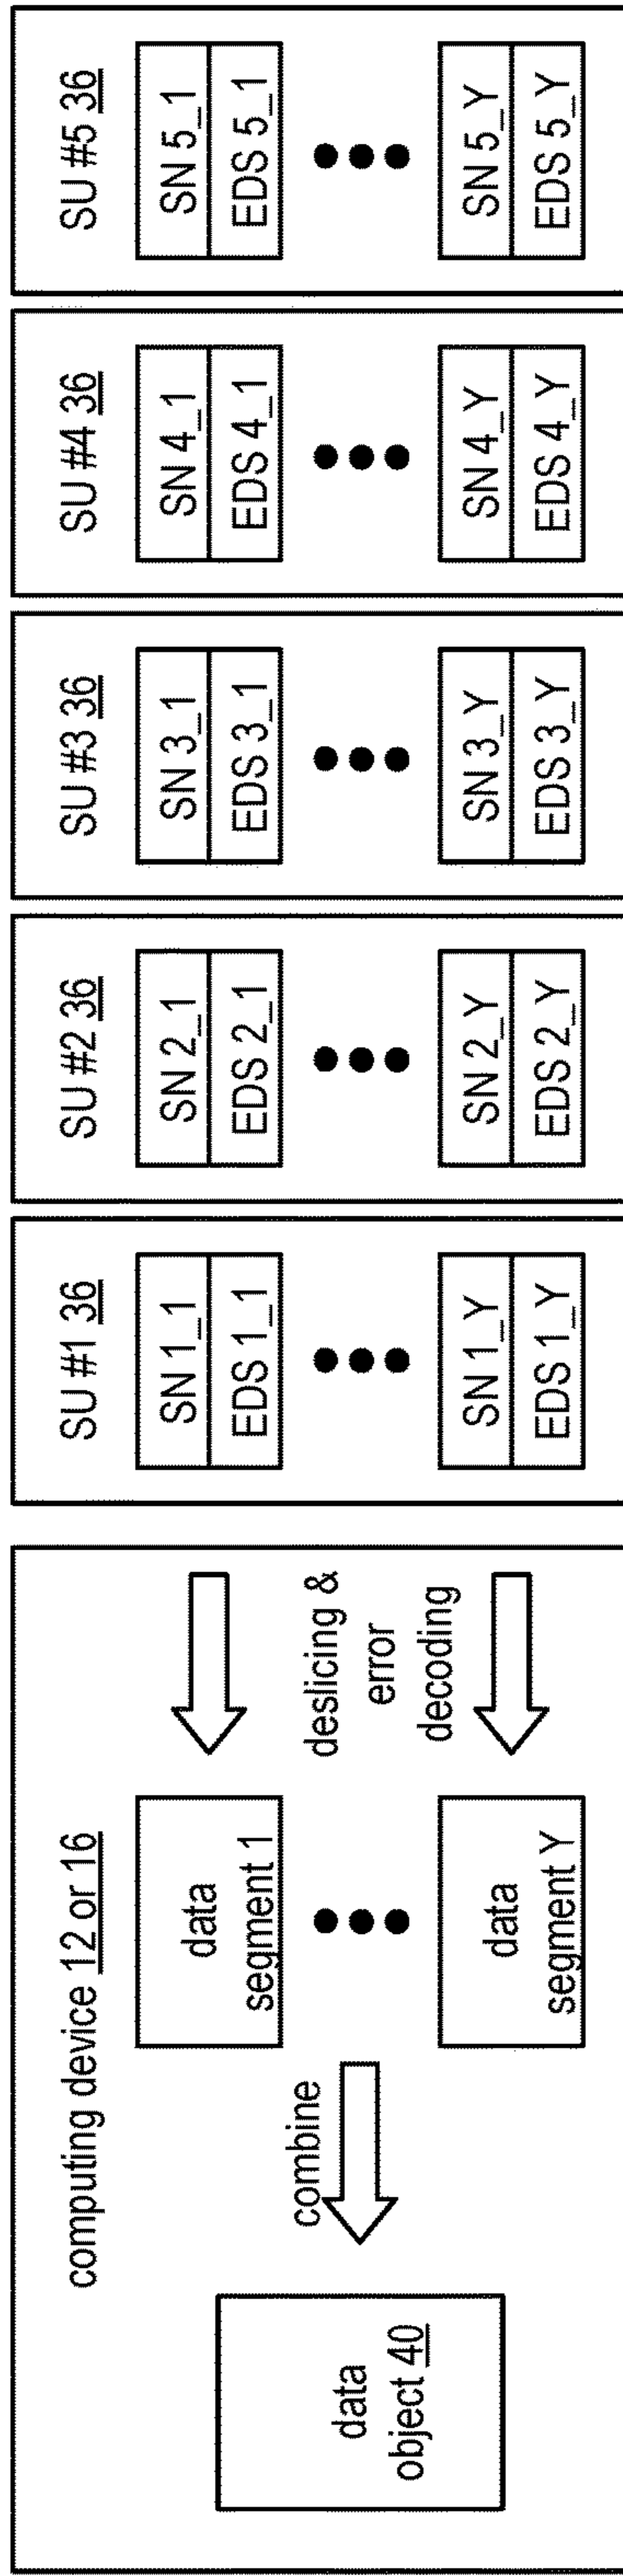 computing device 12 or 16
data
object 40
combine
data
segment 1
data
segment Y
deslicing &
error
decoding
SU #1 36
SN 1_1
EDS 1_1
SN 1_Y
EDS 1_Y
SU #2 36
SN 2_1
EDS 2_1
SN 2_Y
EDS 2_Y
SU #3 36
SN 3_1
EDS 3_1
SN 3_Y
EDS 3_Y
SU #4 36
SN 4_1
EDS 4_1
SN 4_Y
EDS 4_Y
SU #5 36
SN 5_1
EDS 5_1
SN 5_Y
EDS 5_Y